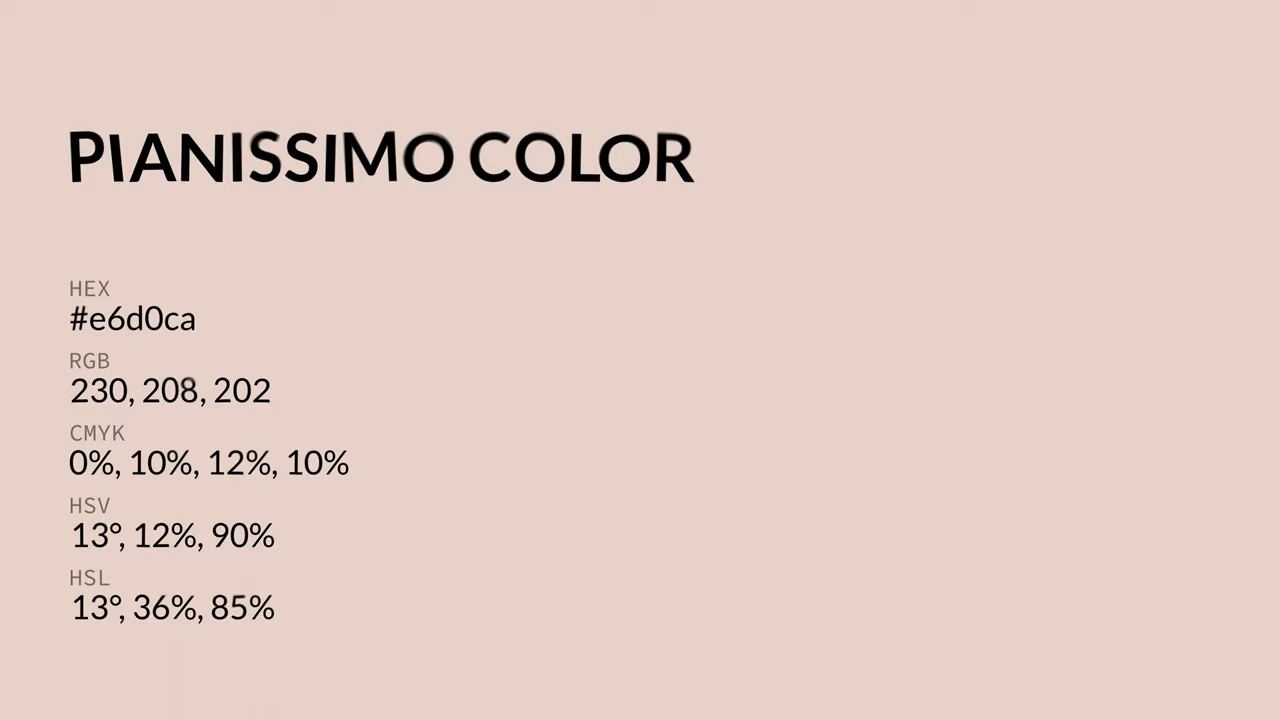 PIANISSIMO COLOR
HEX
#e6d0ca
RGB
230, 208, 202
CMYK
0%, 10%, 12%, 10%
HSV
13°, 12%, 90%
HSL
13°, 36%, 85%